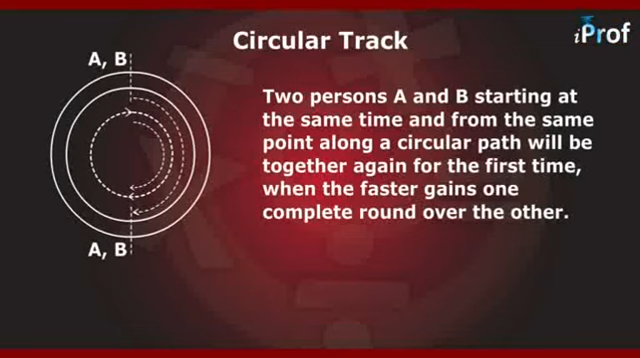 Circular Track
iProf
A, B
Two persons A and B starting at
the same time and from the same
point along a circular path will be
together again for the first time,
when the faster gains one
complete round over the other.
A, B